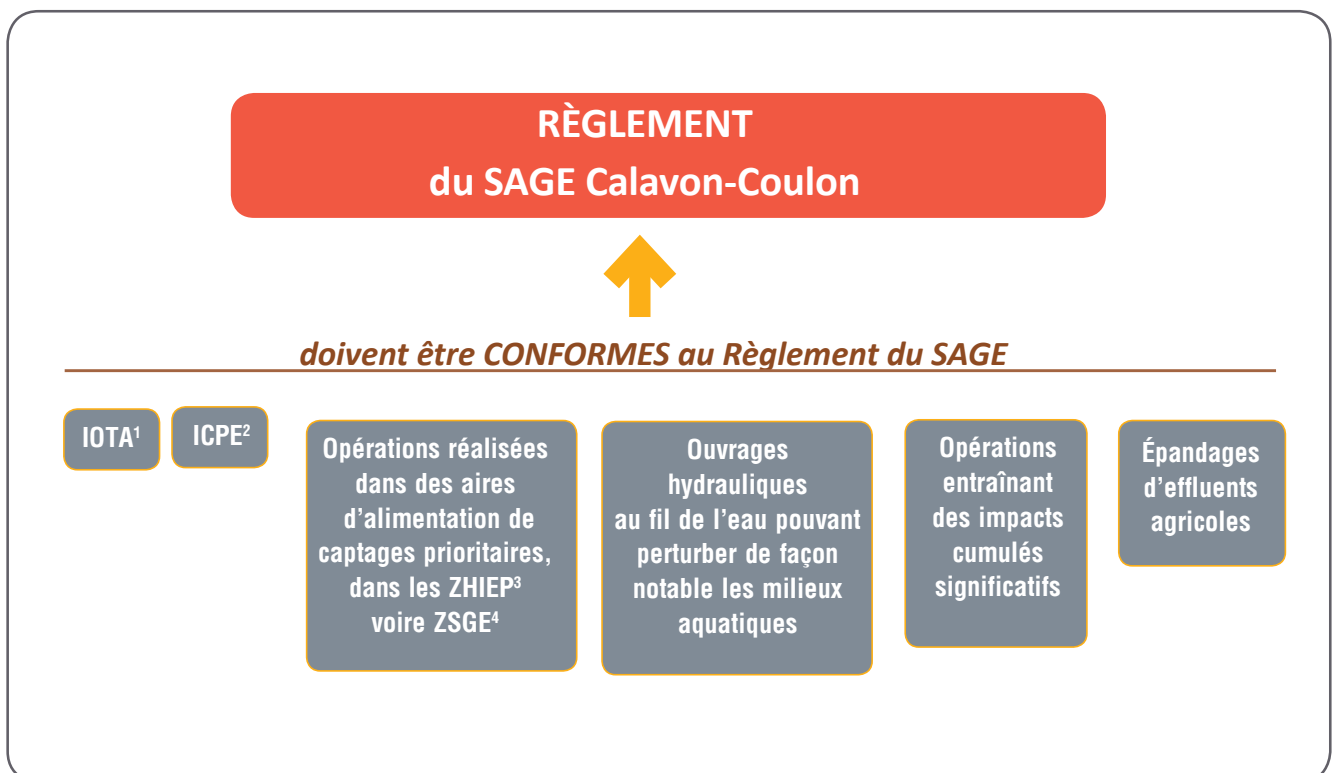 RÈGLEMENT
du SAGE Calavon-Coulon
doivent être CONFORMES au Règlement du SAGE
IOTA¹
ICPE²
Opérations réalisées
dans des aires
d’alimentation de
captages prioritaires,
dans les ZHIEP³
voire ZSGE⁴
Ouvrages
hydrauliques
au fil de l’eau pouvant
perturber de façon
notable les milieux
aquatiques
Opérations
entraînant
des impacts
cumulés
significatifs
Épandages
d’effluents
agricoles